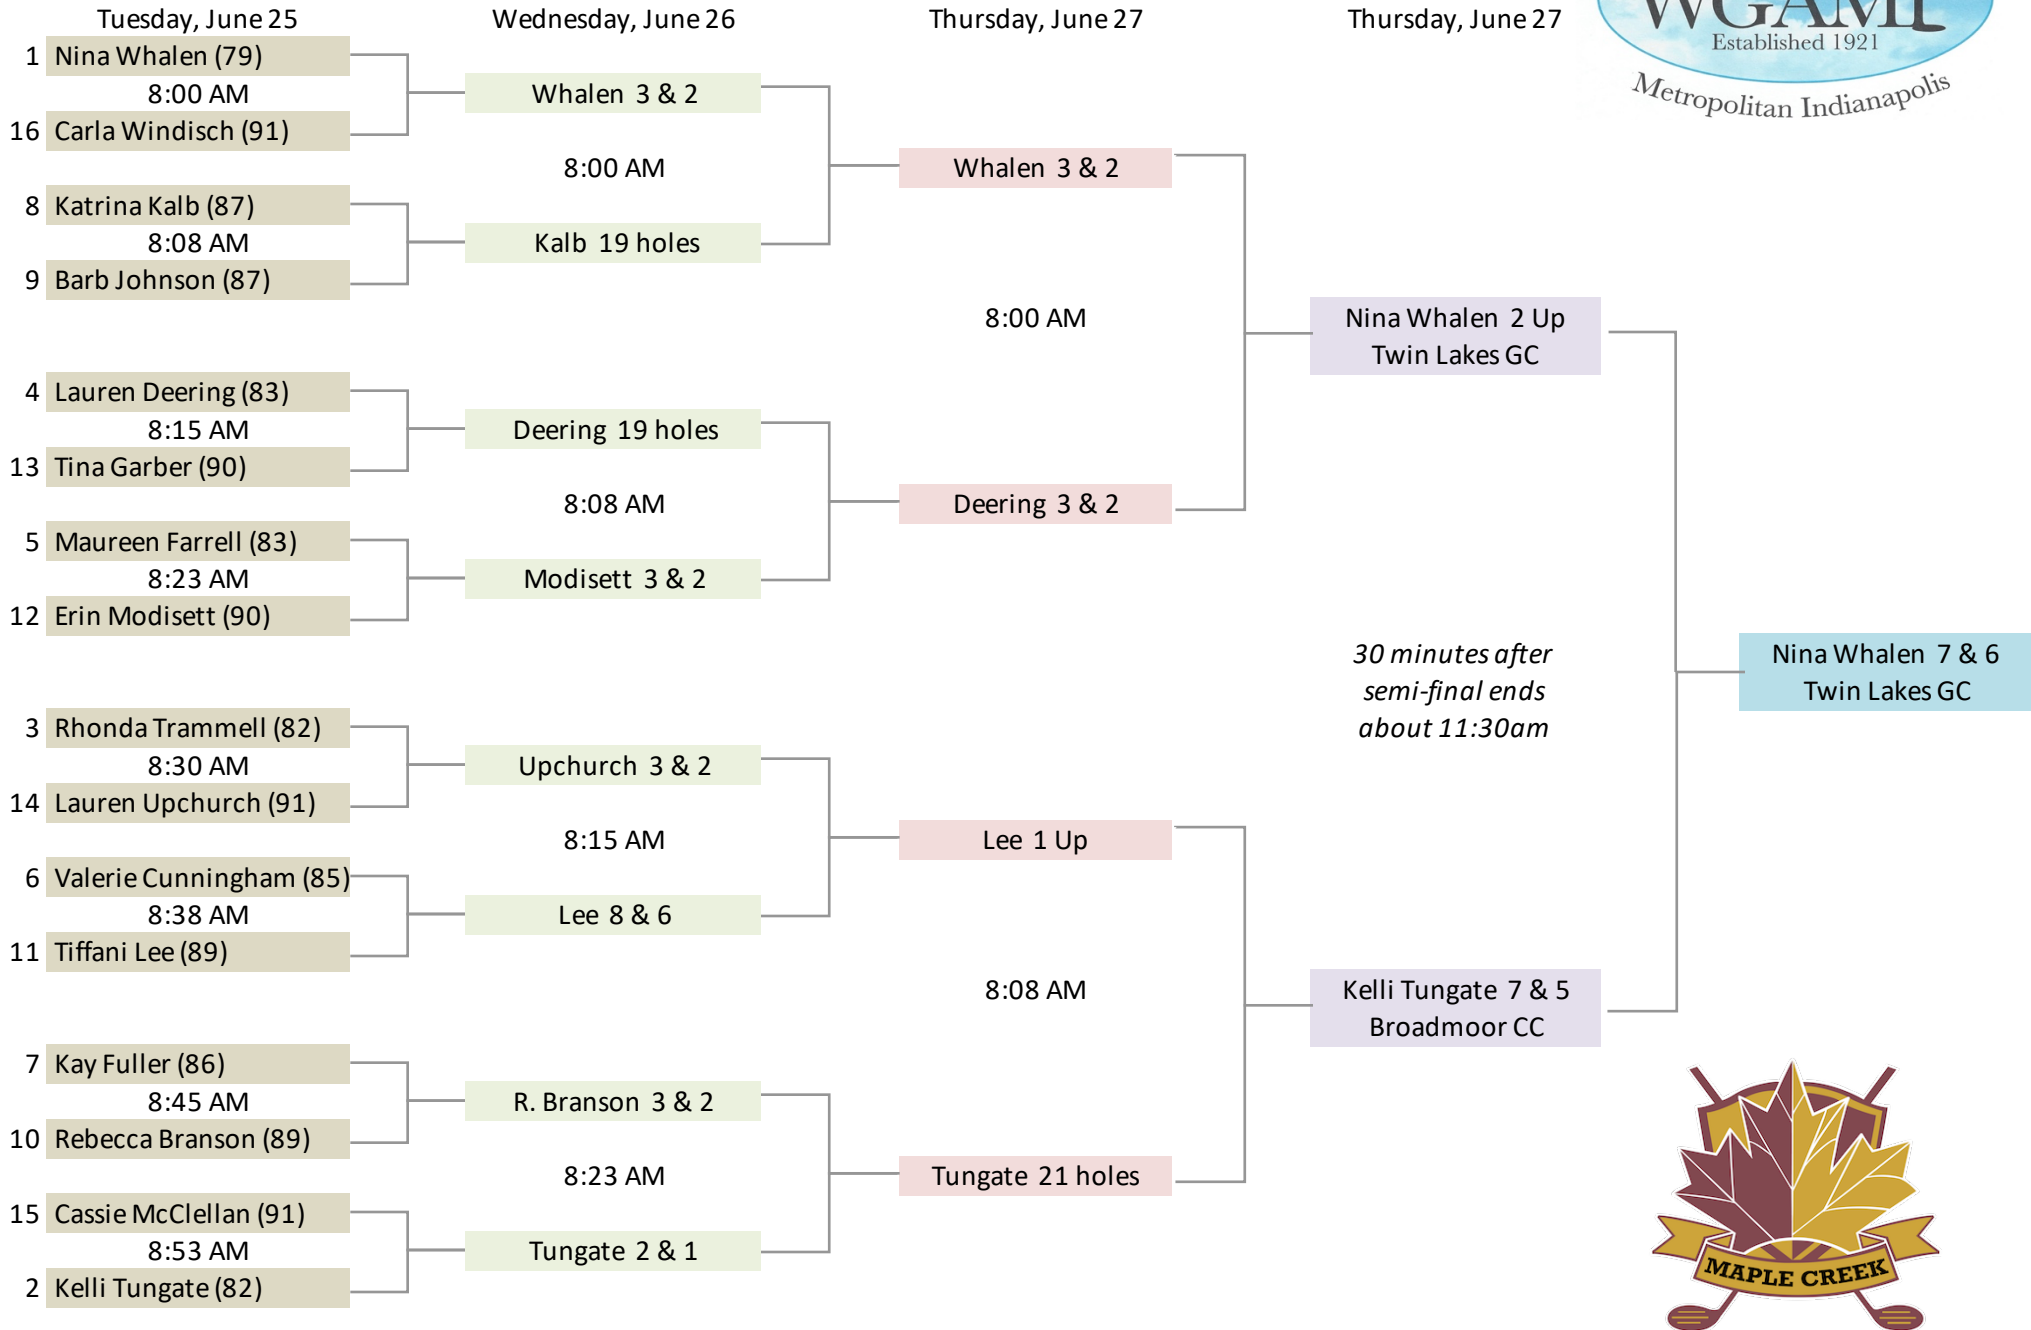 Tuesday, June 25
Wednesday, June 26
Thursday, June 27
Thursday, June 27
WGAMI
Established 1921
Metropolitan Indianapolis
1 Nina Whalen (79)
8:00 AM
16 Carla Windisch (91)
8 Katrina Kalb (87)
8:08 AM
9 Barb Johnson (87)
4 Lauren Deering (83)
8:15 AM
13 Tina Garber (90)
5 Maureen Farrell (83)
8:23 AM
12 Erin Modisett (90)
3 Rhonda Trammell (82)
8:30 AM
14 Lauren Upchurch (91)
6 Valerie Cunningham (85)
8:38 AM
11 Tiffani Lee (89)
7 Kay Fuller (86)
8:45 AM
10 Rebecca Branson (89)
15 Cassie McClellan (91)
8:53 AM
2 Kelli Tungate (82)
Whalen 3 & 2
8:00 AM
Kalb 19 holes
Deering 19 holes
8:08 AM
Modisett 3 & 2
Upchurch 3 & 2
8:15 AM
Lee 8 & 6
R. Branson 3 & 2
8:23 AM
Tungate 2 & 1
Whalen 3 & 2
8:00 AM
Deering 3 & 2
Lee 1 Up
8:08 AM
Tungate 21 holes
Nina Whalen 2 Up
Twin Lakes GC
30 minutes after
semi-final ends
about 11:30am
Kelli Tungate 7 & 5
Broadmoor CC
Nina Whalen 7 & 6
Twin Lakes GC
MAPLE CREEK